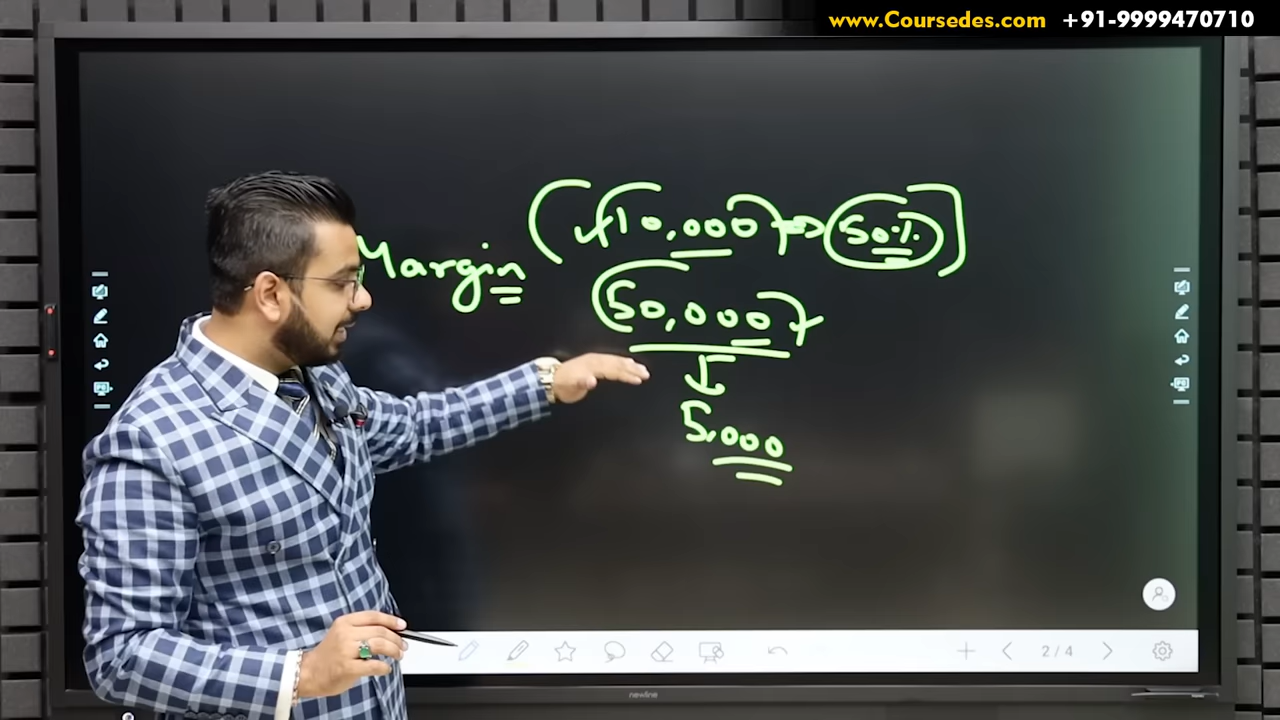 www.Coursedes.com +91-9999470710
Margin (10,000) 50%
(50,000)
5,000
2/4
newline